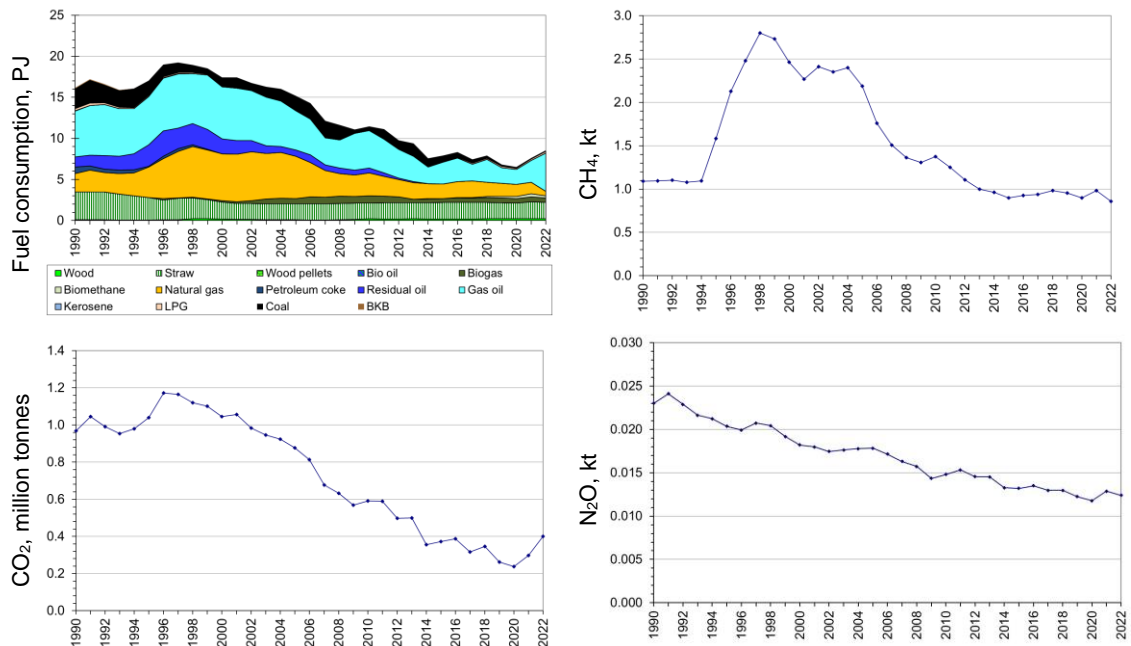 Fuel consumption, PJ
25
20
15
10
5
0
1990 1992 1994 1996 1998 2000 2002 2004 2006 2008 2010 2012 2014 2016 2018 2020 2022
Wood Straw Wood pellets Bio oil Biogas
Biomethane Natural gas Petroleum coke Residual oil Gas oil
Kerosene LPG Coal BKB
CH₄, kt
3.0
2.5
2.0
1.5
1.0
0.5
0.0
1990 1992 1994 1996 1998 2000 2002 2004 2006 2008 2010 2012 2014 2016 2018 2020 2022
CO₂, million tonnes
1.4
1.2
1.0
0.8
0.6
0.4
0.2
0.0
1990 1992 1994 1996 1998 2000 2002 2004 2006 2008 2010 2012 2014 2016 2018 2020 2022
N₂O, kt
0.030
0.025
0.020
0.015
0.010
0.005
0.000
1990 1992 1994 1996 1998 2000 2002 2004 2006 2008 2010 2012 2014 2016 2018 2020 2022